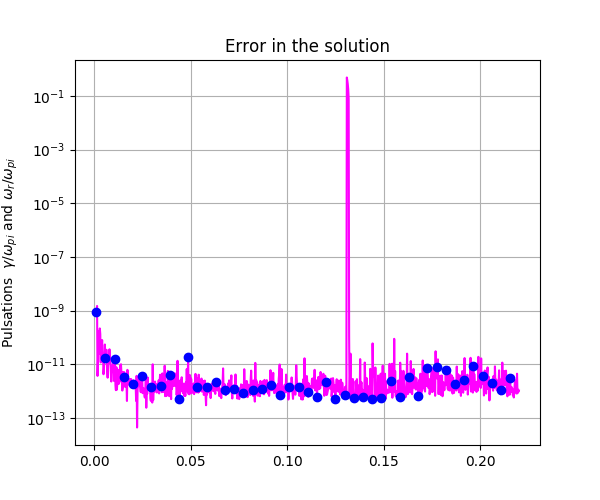 Error in the solution
Pulsations γ/ω_pi and ω_r/ω_pi
10⁻¹
10⁻³
10⁻⁵
10⁻⁷
10⁻⁹
10⁻¹¹
10⁻¹³
0.00 0.05 0.10 0.15 0.20